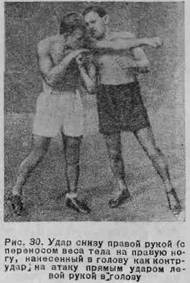 Рис. 30. Удар снизу правой рукой (с
переносом веса тела на правую но-
гу, нанесенный в голову как контр-
удар, на атаку прямым ударом ле-
вой рукой в голову